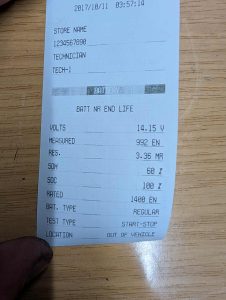 2017/10/11 03:57:14
STORE NAME
1234567890
TECHNICIAN
TECH-1
BATT NR END LIFE
VOLTS 14.15 V
MEASURED 992 EN
RES. 3.36 MR
SOH 60 %
SOC 100 %
RATED 1400 EN
BAT. TYPE REGULAR
TEST TYPE START-STOP
LOCATION OUT OF VEHICLE